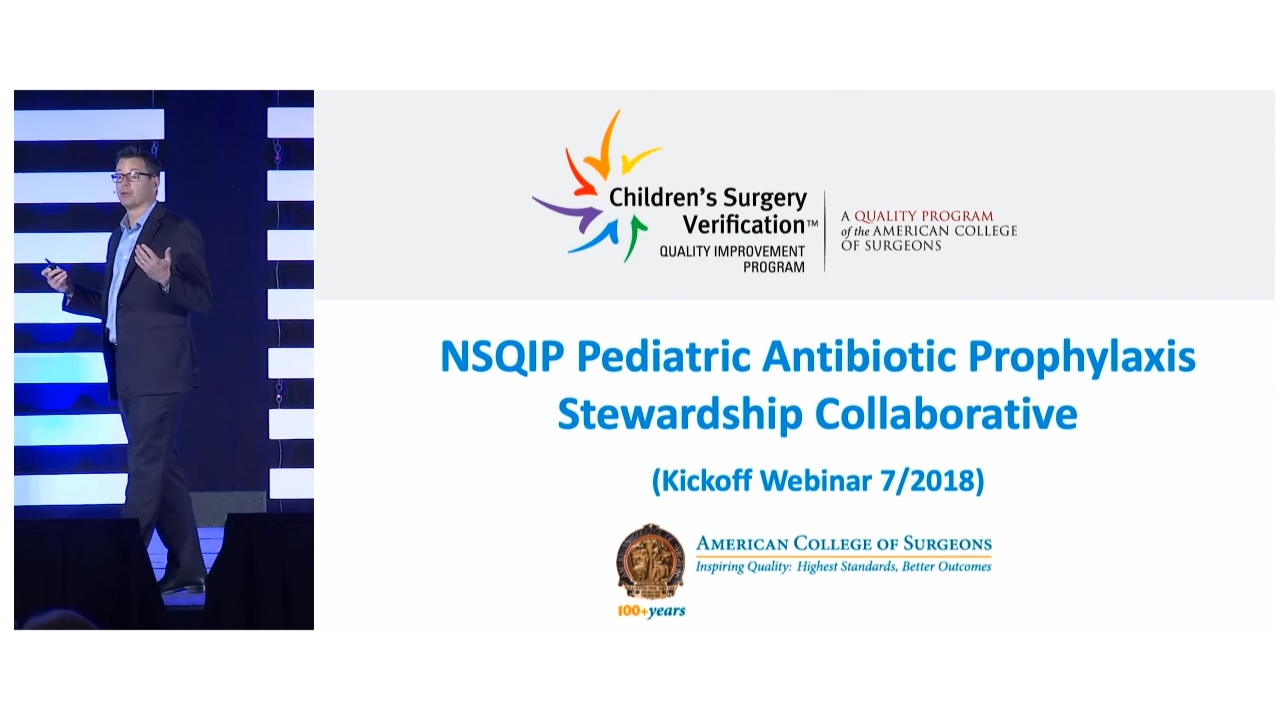 Children's Surgery
Verification™
QUALITY IMPROVEMENT
PROGRAM
A QUALITY PROGRAM
of the AMERICAN COLLEGE
OF SURGEONS
NSQIP Pediatric Antibiotic Prophylaxis
Stewardship Collaborative
(Kickoff Webinar 7/2018)
AMERICAN COLLEGE OF SURGEONS
Inspiring Quality: Highest Standards, Better Outcomes
100+years